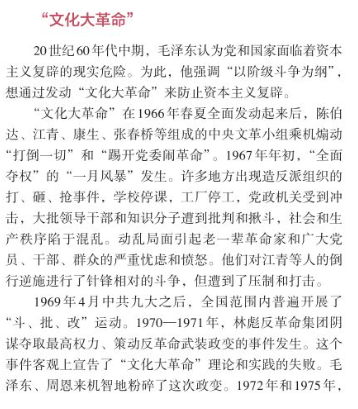 “文化大革命”
20世纪60年代中期，毛泽东认为党和国家面临着资本
主义复辟的现实危险。为此，他强调“以阶级斗争为纲”，
想通过发动“文化大革命”来防止资本主义复辟。
“文化大革命”在1966年春夏全面发动起来后，陈伯
达、江青、康生、张春桥等组成的中央文革小组乘机煽动
“打倒一切”和“踢开党委闹革命”。1967年年初，“全面
夺权”的“一月风暴”发生。许多地方出现造反派组织的
打、砸、抢事件，学校停课，工厂停工，党政机关受到冲
击，大批领导干部和知识分子遭到批判和揪斗，社会和生
产秩序陷于混乱。动乱局面引起老一辈革命家和广大党
员、干部、群众的严重忧虑和愤怒。他们对江青等人的倒
行逆施进行了针锋相对的斗争，但遭到了压制和打击。
1969年4月中共九大之后，全国范围内普遍开展了
“斗、批、改”运动。1970—1971年，林彪反革命集团阴
谋夺取最高权力、策动反革命武装政变的事件发生。这个
事件客观上宣告了“文化大革命”理论和实践的失败。毛
泽东、周恩来机智地粉碎了这次政变。1972年和1975年，